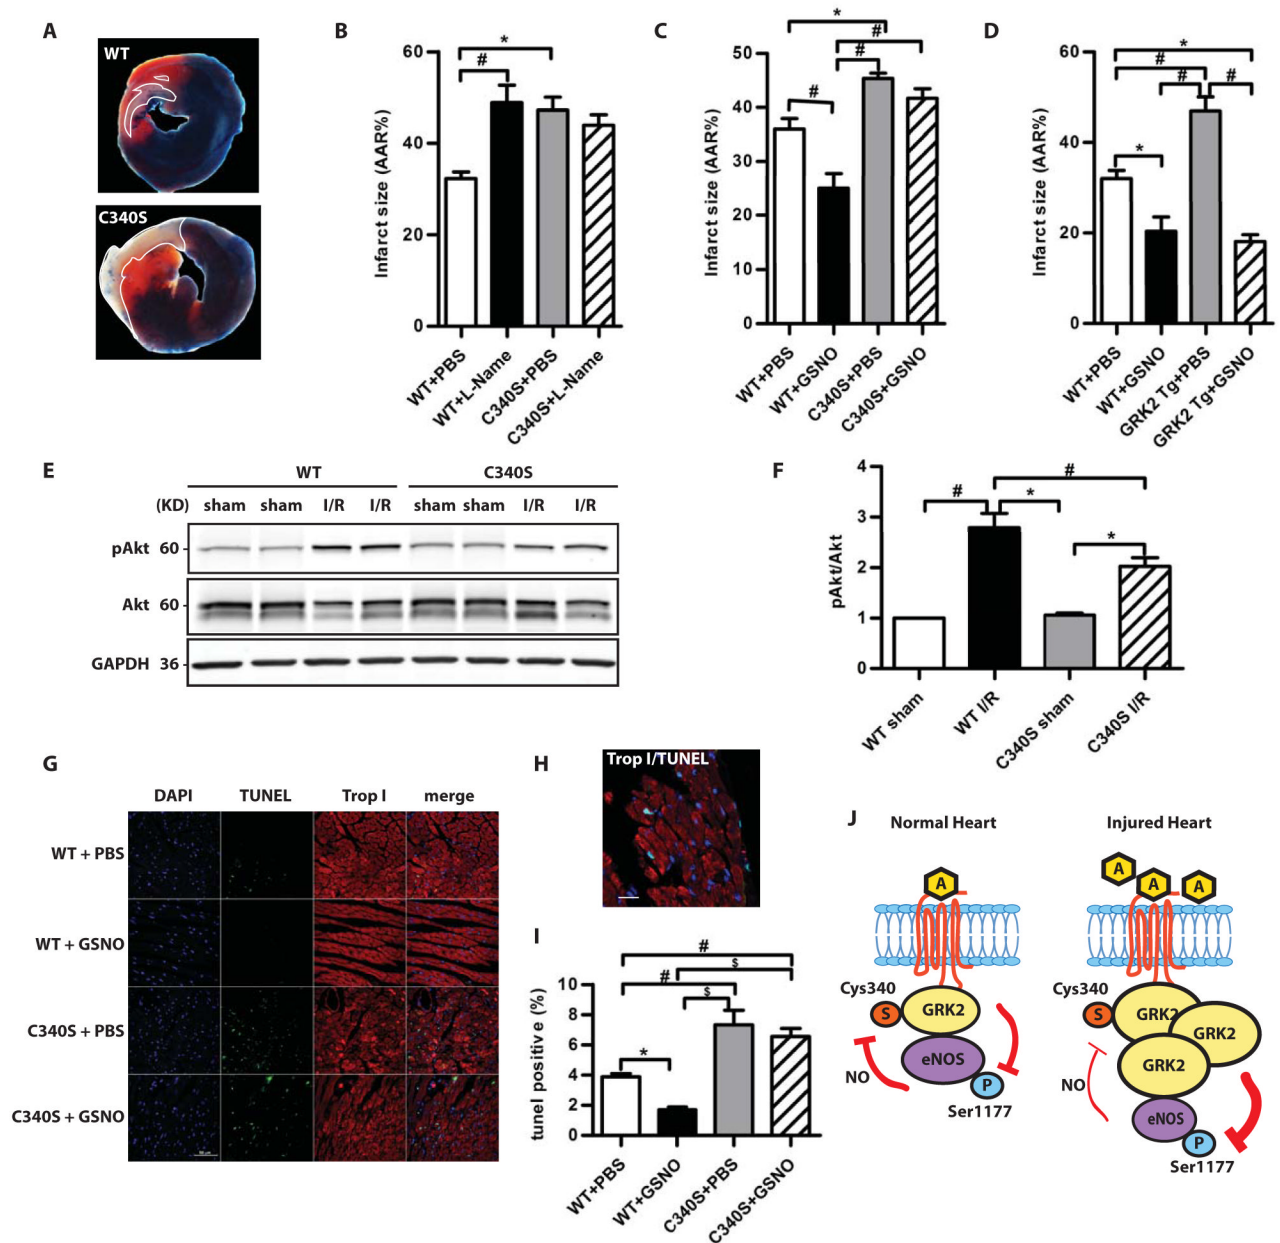 A
WT
C340S
B
Infarct size (AAR%)
60
40
20
0
#
*
WT+PBS
WT+L-Name
C340S+PBS
C340S+L-Name
C
Infarct size (AAR%)
50
40
30
20
10
0
*
#
#
#
WT+PBS
WT+GSNO
C340S+PBS
C340S+GSNO
D
Infarct size (AAR%)
60
40
20
0
*
#
#
#
*
WT+PBS
WT+GSNO
GRK2 Tg+PBS
GRK2 Tg+GSNO
E
WT
C340S
(KD) sham sham I/R I/R sham sham I/R I/R
pAkt 60
Akt 60
GAPDH 36
F
pAkt/Akt
4
3
2
1
0
#
#
*
*
WT sham
WT I/R
C340S sham
C340S I/R
G
DAPI TUNEL Trop I merge
WT + PBS
WT + GSNO
C340S + PBS
C340S + GSNO
H
Trop I/TUNEL
I
tunel positive (%)
10
8
6
4
2
0
#
$
#
$
*
WT+PBS
WT+GSNO
C340S+PBS
C340S+GSNO
J
Normal Heart
A
Cys340
S
GRK2
eNOS
NO
P
Ser1177
Injured Heart
A
A
A
Cys340
S
GRK2
GRK2
GRK2
NO
eNOS
P
Ser1177